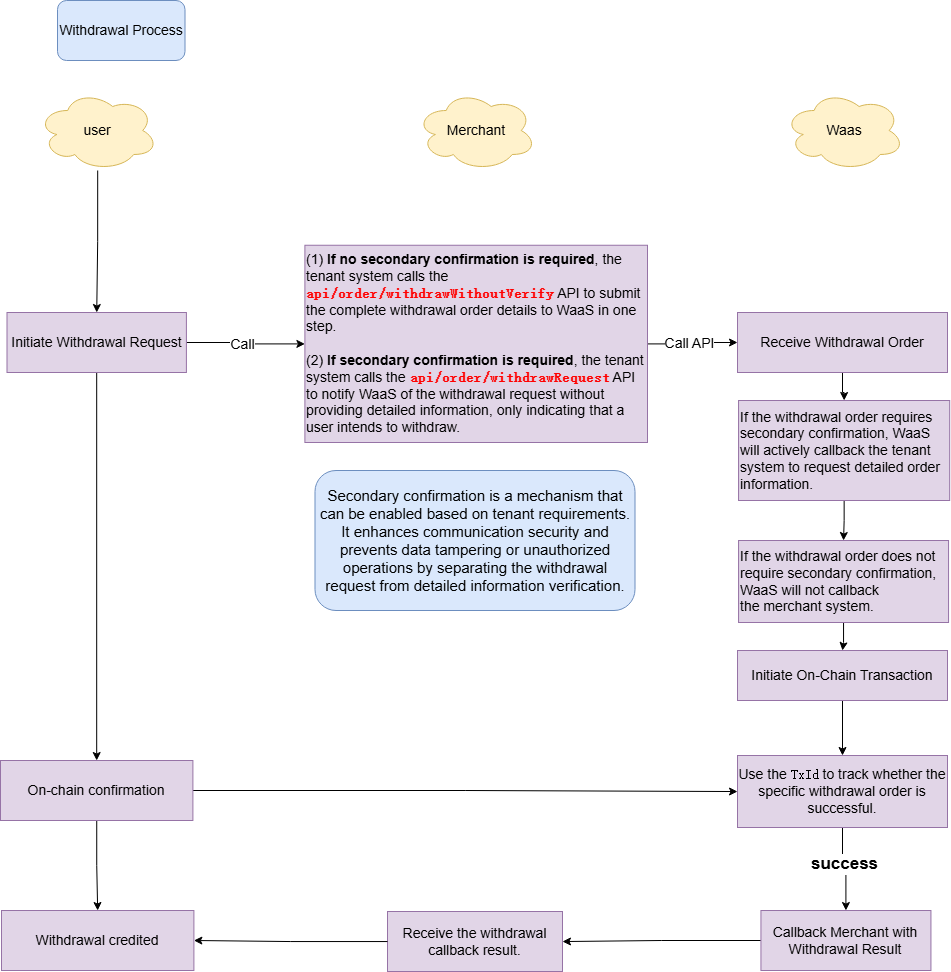 Withdrawal Process
user
Merchant
Waas
(1) If no secondary confirmation is required, the
tenant system calls the
api/order/withdrawWithoutVerify API to submit
the complete withdrawal order details to WaaS in one
step.
(2) If secondary confirmation is required, the tenant
system calls the api/order/withdrawRequest API
to notify WaaS of the withdrawal request without
providing detailed information, only indicating that a
user intends to withdraw.
Initiate Withdrawal Request
Call
Call API
Receive Withdrawal Order
If the withdrawal order requires
secondary confirmation, WaaS
will actively callback the tenant
system to request detailed order
information.
Secondary confirmation is a mechanism that
can be enabled based on tenant requirements.
It enhances communication security and
prevents data tampering or unauthorized
operations by separating the withdrawal
request from detailed information verification.
If the withdrawal order does not
require secondary confirmation,
WaaS will not callback
the merchant system.
Initiate On-Chain Transaction
On-chain confirmation
Use the TxId to track whether the
specific withdrawal order is
successful.
success
Withdrawal credited
Receive the withdrawal
callback result.
Callback Merchant with
Withdrawal Result